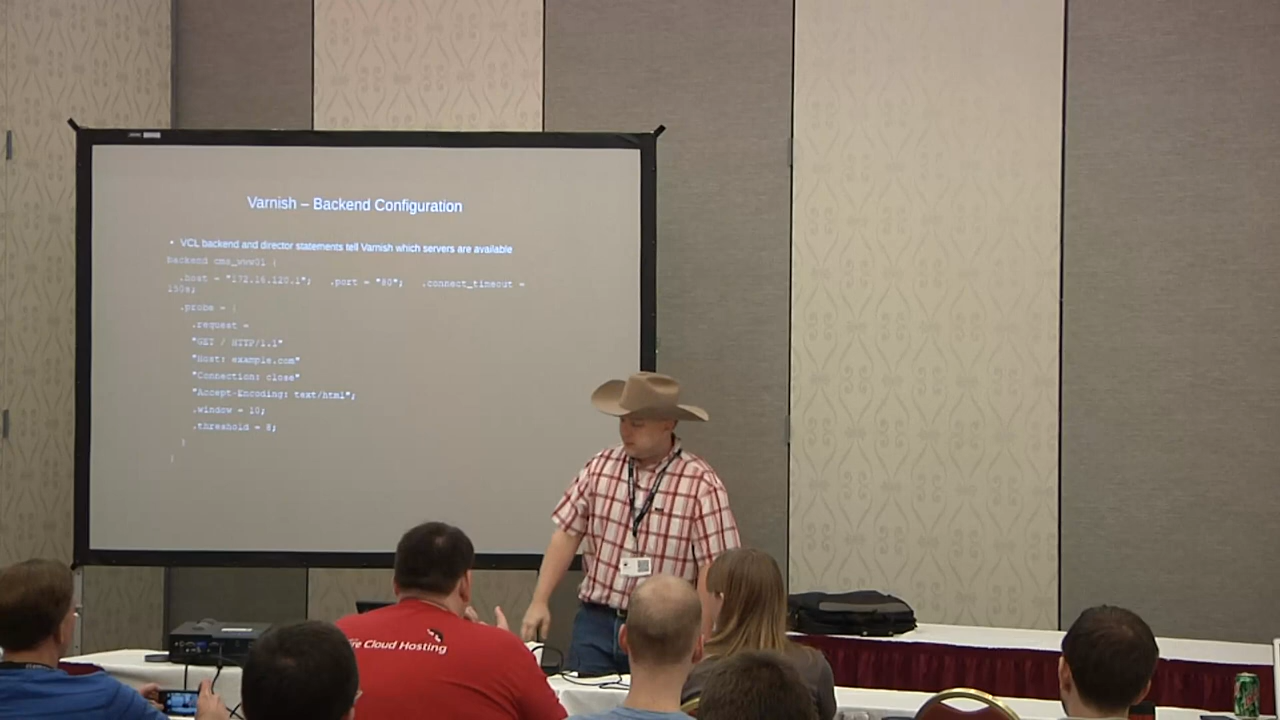 Varnish – Backend Configuration
• VCL backend and director statements tell Varnish which servers are available
backend cms_www01 {
.host = "172.16.120.1"; .port = "80"; .connect_timeout =
150s;
.probe = {
.request =
"GET / HTTP/1.1"
"Host: example.com"
"Connection: close"
"Accept-Encoding: text/html";
.window = 10;
.threshold = 8;
}
}
Cloud Hosting